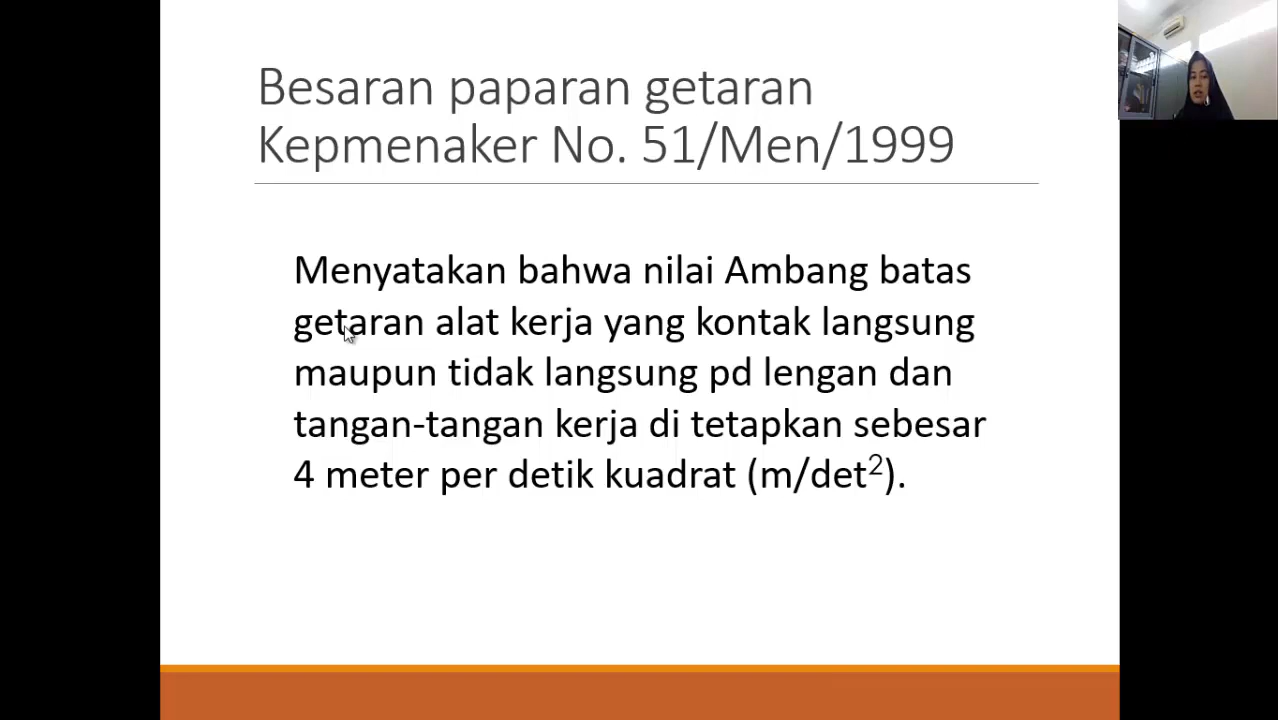 Besaran paparan getaran
Kepmenaker No. 51/Men/1999
Menyatakan bahwa nilai Ambang batas
getaran alat kerja yang kontak langsung
maupun tidak langsung pd lengan dan
tangan-tangan kerja di tetapkan sebesar
4 meter per detik kuadrat (m/det²).